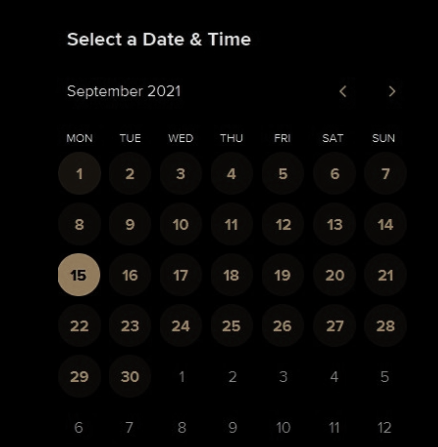 Select a Date & Time
September 2021
MON TUE WED THU FRI SAT SUN
1 2 3 4 5 6 7
8 9 10 11 12 13 14
15 16 17 18 19 20 21
22 23 24 25 26 27 28
29 30 1 2 3 4 5
6 7 8 9 10 11 12